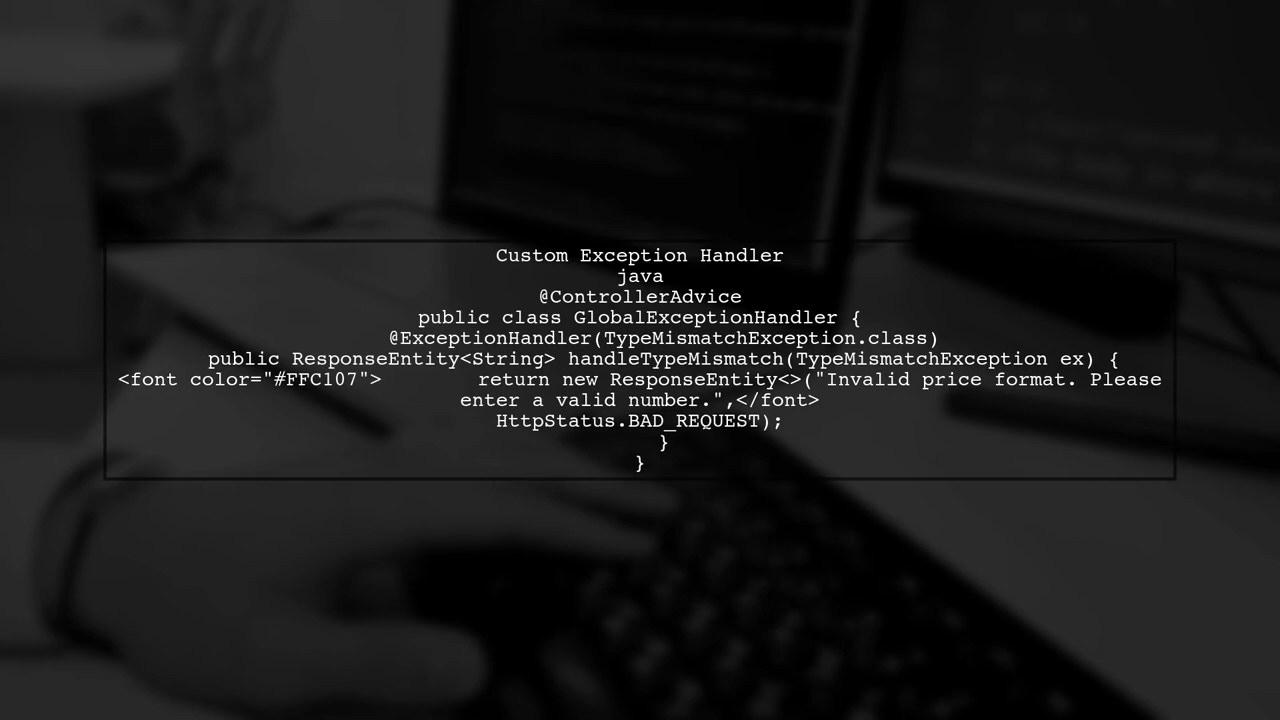 Custom Exception Handler
java
@ControllerAdvice
public class GlobalExceptionHandler {
@ExceptionHandler(TypeMismatchException.class)
public ResponseEntity<String> handleTypeMismatch(TypeMismatchException ex) {
<font color="#FFC107">        return new ResponseEntity<>("Invalid price format. Please
enter a valid number.",</font>
HttpStatus.BAD_REQUEST);
}
}